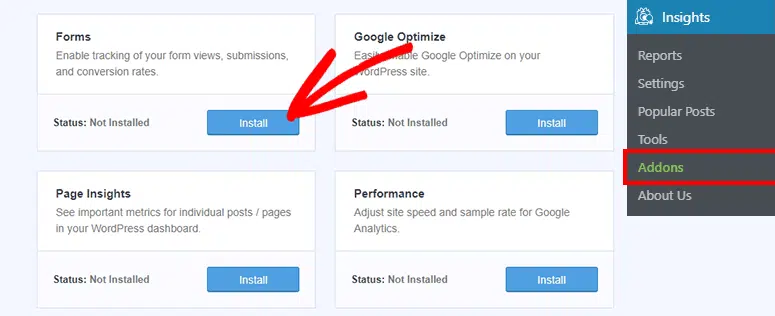 Forms
Enable tracking of your form views, submissions,
and conversion rates.
Status: Not Installed
Install
Google Optimize
Google Optimize on your
site.
Status: Not Installed
Install
Page Insights
See important metrics for individual posts / pages
in your WordPress dashboard.
Status: Not Installed
Install
Performance
Adjust site speed and sample rate for Google
Analytics.
Status: Not Installed
Install
Insights
Reports
Settings
Popular Posts
Tools
Addons
About Us